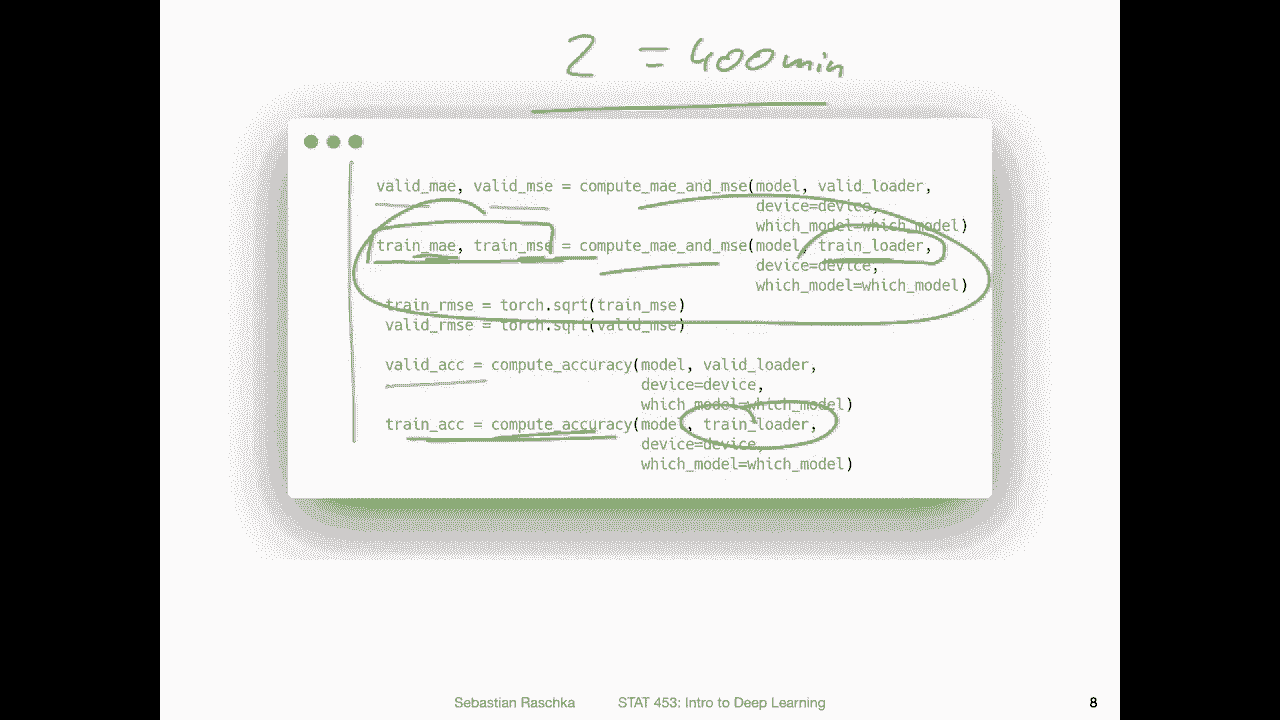 2 = 400min
valid_mae, valid_mse = compute_mae_and_mse(model, valid_loader,
device=device,
which_model=which_model)
train_mae, train_mse = compute_mae_and_mse(model, train_loader,
device=device,
which_model=which_model)
train_rmse = torch.sqrt(train_mse)
valid_rmse = torch.sqrt(valid_mse)
valid_acc = compute_accuracy(model, valid_loader,
device=device,
which_model=which_model)
train_acc = compute_accuracy(model, train_loader,
device=device,
which_model=which_model)
Sebastian Raschka STAT 453: Intro to Deep Learning 8